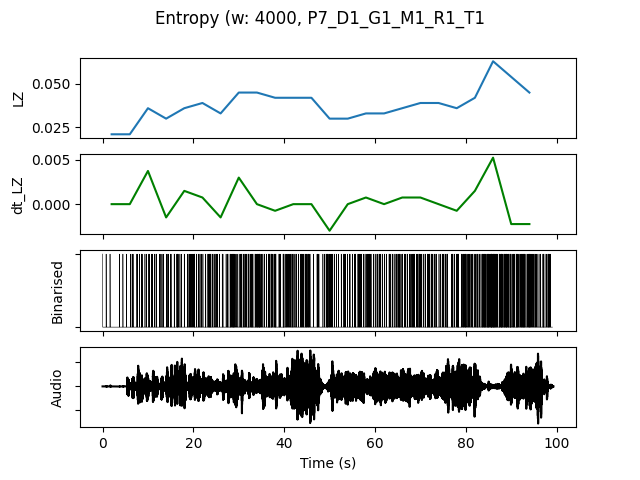 Entropy (w: 4000, P7_D1_G1_M1_R1_T1
LZ
0.050
0.025
dt_LZ
0.005
0.000
Binarised
Audio
0 20 40 60 80 100
Time (s)